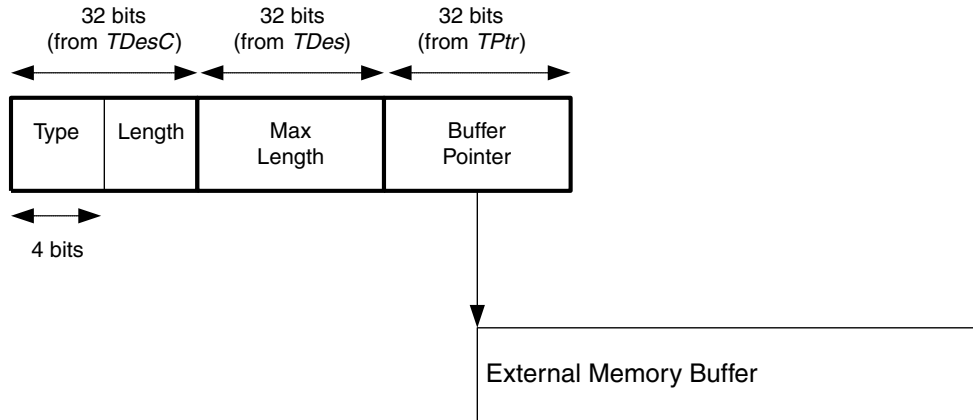 32 bits 32 bits 32 bits
(from TDesC) (from TDes) (from TPtr)
Type Length Max Length Buffer Pointer
4 bits
External Memory Buffer